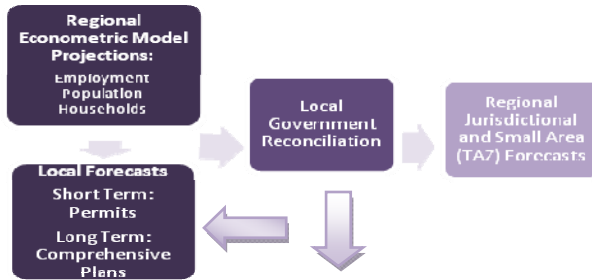 Regional
Econometric Model
Projections:
Employment
Population
Households
Local
Government
Reconciliation
Regional
Jurisdictional
and Small Area
(TAZ) Forecasts
Local Forecasts
Short Term:
Permits
Long Term:
Comprehensive
Plans